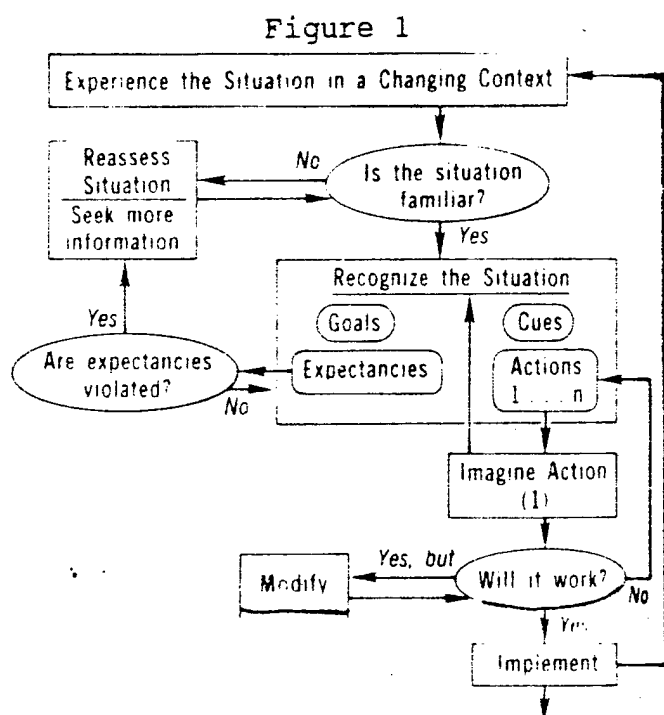 Figure 1
Experience the Situation in a Changing Context
No
Reassess
Situation
Seek more
information
Is the situation
familiar?
Yes
Recognize the Situation
Goals
Cues
Yes
Are expectancies
violated?
Expectancies
Actions
1 . . . n
No
Imagine Action
(1)
Yes, but
Modify
Will it work?
No
Yes
Implement